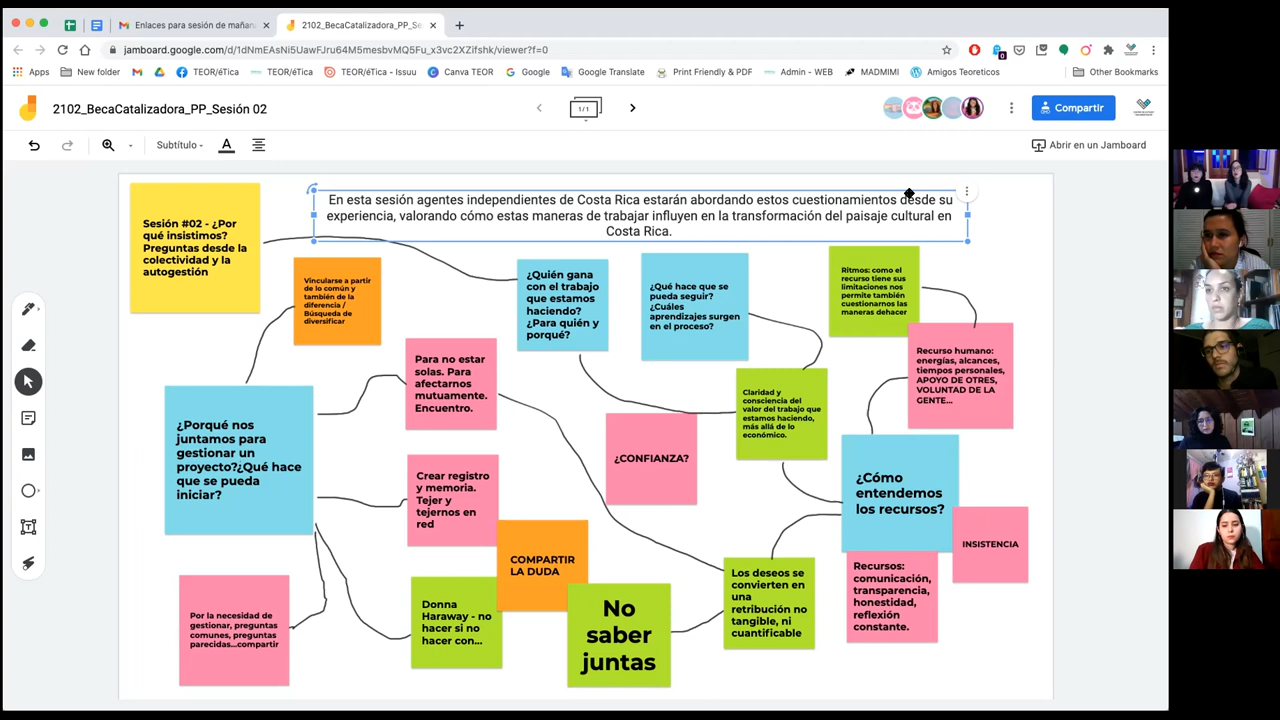 Enlaces para sesión de mañan
2102_BecaCatalizadora_PP_Se
jamboard.google.com/d/1dNmEAsNi5UawFJru64M5mesbvMQ5Fu_x3vc2XZifshk/viewer?f=0
Apps
New folder
TEOR/éTica
TEOR/éTica
TEOR/éTica - Issuu
Canva TEOR
Google
Google Translate
Print Friendly & PDF
Admin - WEB
MADMIMI
Amigos Teoreticos
Other Bookmarks
2102_BecaCatalizadora_PP_Sesión 02
1/1
Compartir
Subtítulo
A
Abrir en un Jamboard
En esta sesión agentes independientes de Costa Rica estarán abordando estos cuestionamientos desde su
experiencia, valorando cómo estas maneras de trabajar influyen en la transformación del paisaje cultural en
Costa Rica.
Sesión #02 - ¿Por
qué insistimos?
Preguntas desde la
colectividad y la
autogestión
Vincularse a partir
de lo común y
también de la
diferencia /
Búsqueda de
diversificar
¿Quién gana
con el trabajo
que estamos
haciendo?
¿Para quién y
porqué?
¿Qué hace que se
pueda seguir?
¿Cuáles
aprendizajes surgen
en el proceso?
Ritmos: como el
recurso tiene sus
limitaciones nos
permite también
cuestionarnos las
maneras dehacer
Recurso humano:
energías, alcances,
tiempos personales,
APOYO DE OTRES,
VOLUNTAD DE LA
GENTE...
Para no estar
solas. Para
afectarnos
mutuamente.
Encuentro.
Claridad y
consciencia del
valor del trabajo que
estamos haciendo,
más allá de lo
económico.
¿Porqué nos
juntamos para
gestionar un
proyecto?¿Qué hace
que se pueda
iniciar?
¿CONFIANZA?
Crear registro
y memoria.
Tejer y
tejernos en
red
¿Cómo
entendemos
los recursos?
INSISTENCIA
COMPARTIR
LA DUDA
Recursos:
comunicación,
transparencia,
honestidad,
reflexión
constante.
Los deseos se
convierten en
una
retribución no
tangible, ni
cuantificable
Por la necesidad de
gestionar, preguntas
comunes, preguntas
parecidas...compartir
Donna
Haraway - no
hacer si no
hacer con...
No
saber
juntas